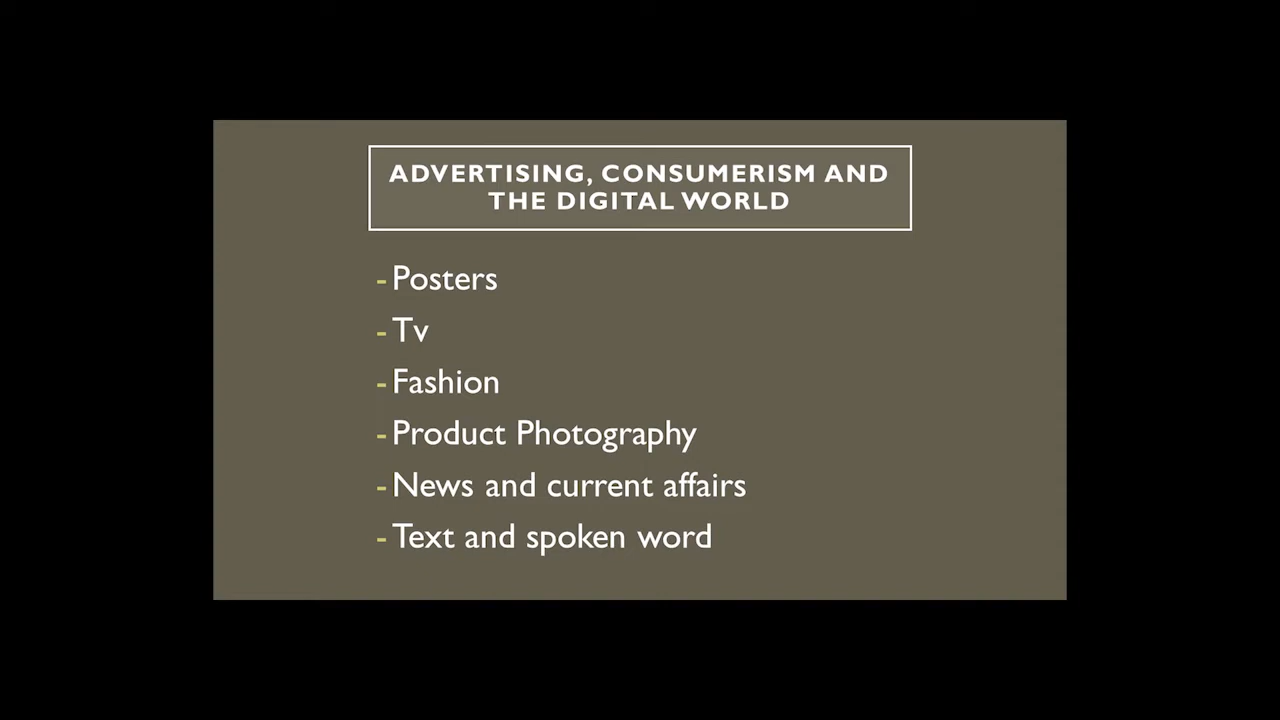 ADVERTISING, CONSUMERISM AND
THE DIGITAL WORLD
- Posters
- Tv
- Fashion
- Product Photography
- News and current affairs
- Text and spoken word